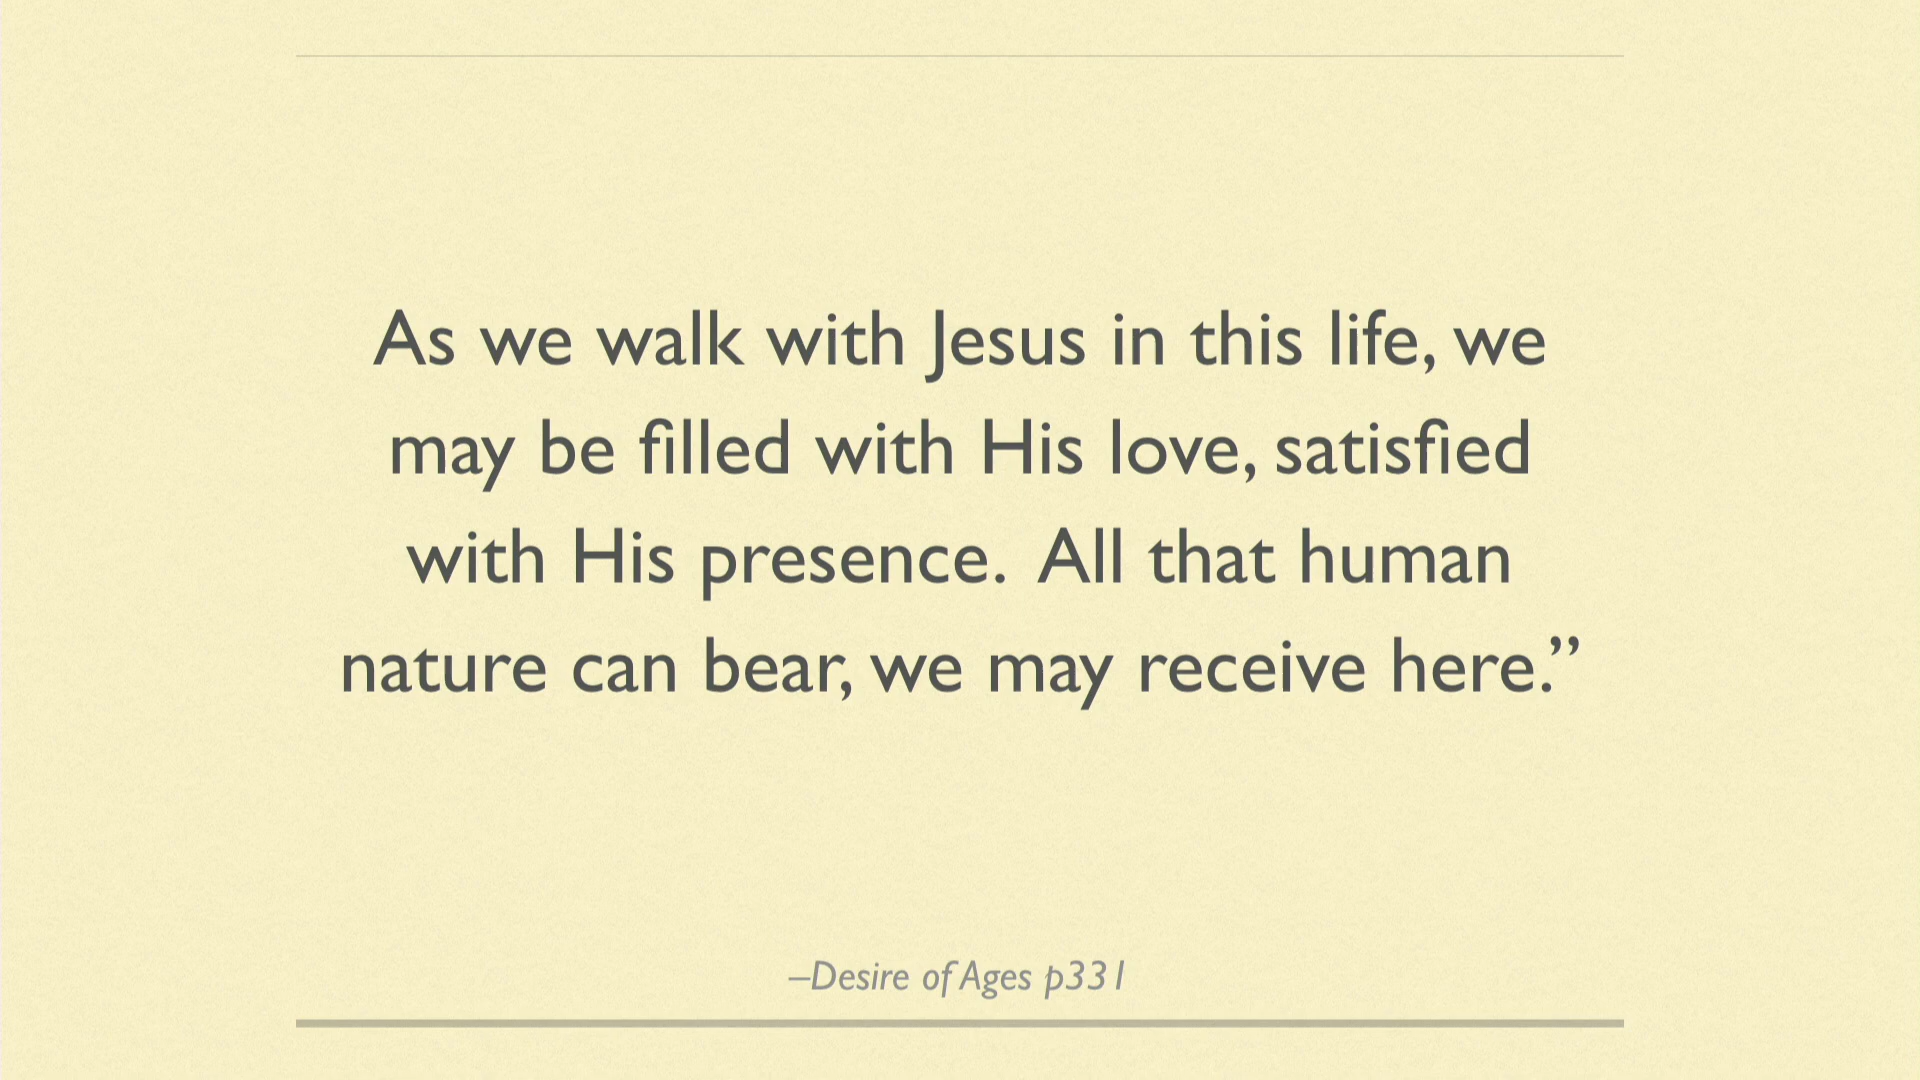 As we walk with Jesus in this life, we
may be filled with His love, satisfied
with His presence.  All that human
nature can bear, we may receive here.”
–Desire of Ages p331